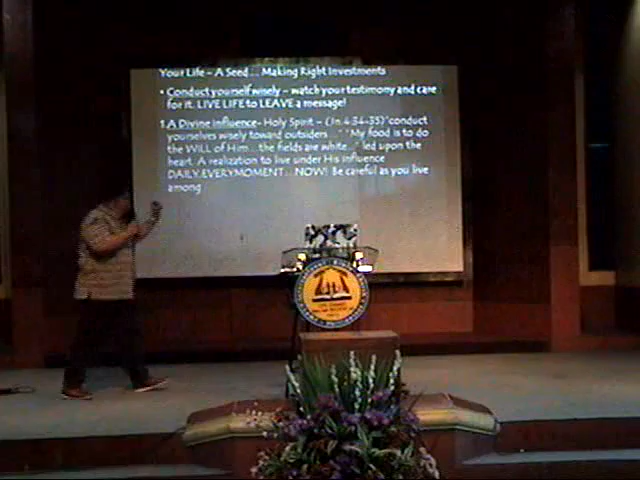 Your Life – A Seed... Making Right Investments
• Conduct yourself wisely – watch your testimony and care
for it. LIVE LIFE to LEAVE a message!
1. A Divine Influence- Holy Spirit – (Jn.4:34-35) "conduct
yourselves wisely toward outsiders..." "My food is to do
the WILL of Him...the fields are white..." led upon the
heart. A realization to live under His influence
DAILY.EVERYMOMENT... NOW! Be careful as you live
among